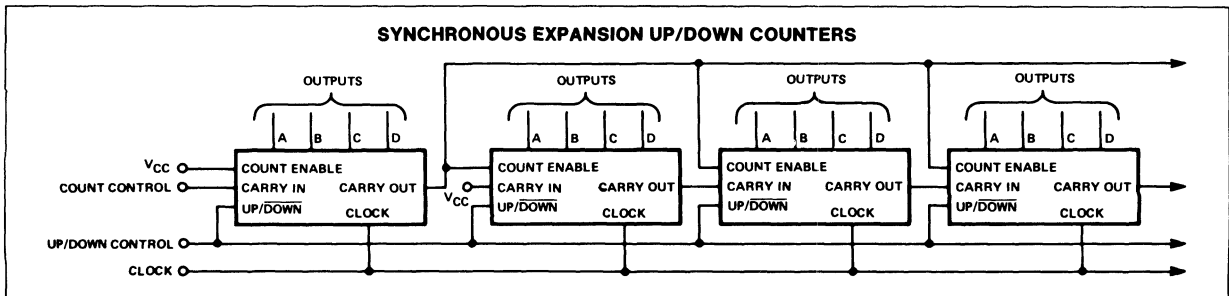 SYNCHRONOUS EXPANSION UP/DOWN COUNTERS
OUTPUTS OUTPUTS OUTPUTS OUTPUTS
A B C D A B C D A B C D A B C D
VCC COUNT ENABLE COUNT ENABLE COUNT ENABLE COUNT ENABLE
COUNT CONTROL CARRY IN CARRY OUT CARRY IN CARRY OUT CARRY IN CARRY OUT CARRY IN CARRY OUT
UP/DOWN VCC UP/DOWN UP/DOWN UP/DOWN
CLOCK CLOCK CLOCK CLOCK
UP/DOWN CONTROL
CLOCK